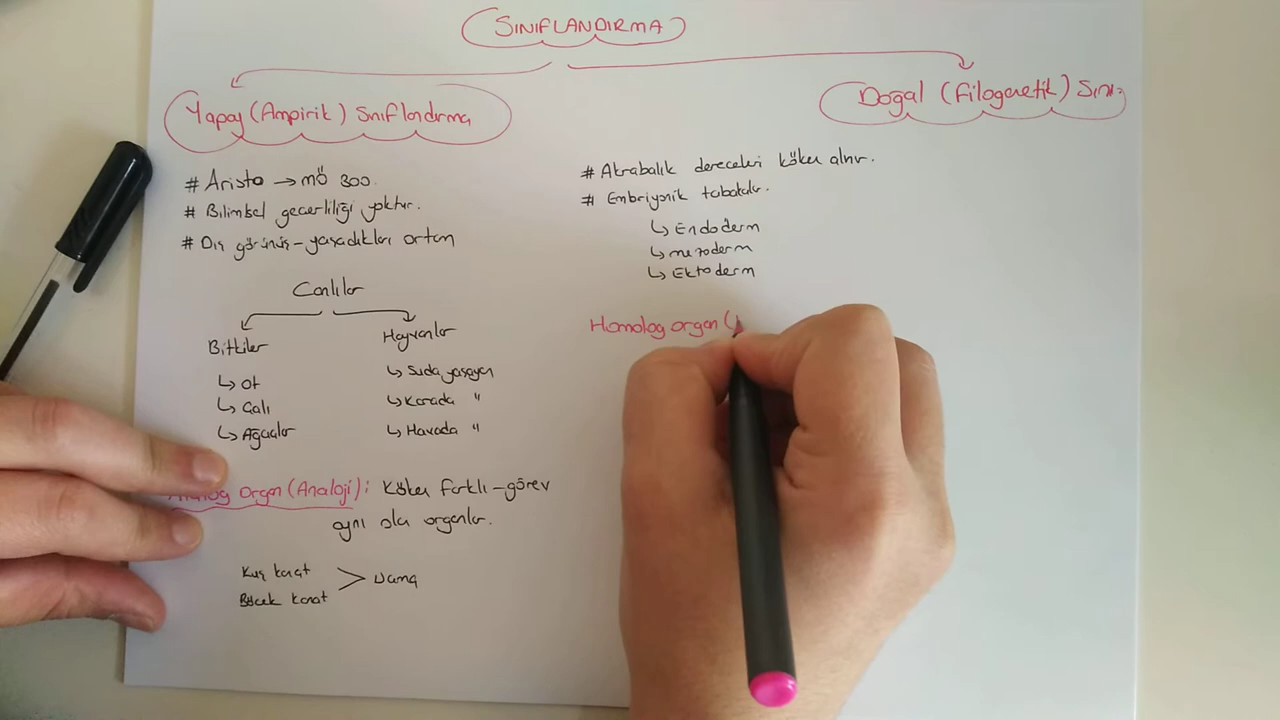 SINIFLANDIRMA
Yapay (Ampirik) Sınıflandırma
# Aristo → mö 300.
# Bilimsel geçerliliği yoktur.
# Dış görünüş - yaşadıkları ortam
Canlılar
Bitkiler
↳ ot
↳ Çalı
↳ Ağaçlar
Hayvanlar
↳ Suda yaşayan
↳ Karada "
↳ Havada "
Analog Organ (Analoji): Köken farklı - görev
aynı olan organlar.
Kuş kanat
Böcek kanat
> Uçma
Doğal (Filogenetik) Sını
# Akrabalık dereceleri köken alınır.
# Embriyonik tabakalar.
↳ Endoderm
↳ mezoderm
↳ Ektoderm
Homolog organ (